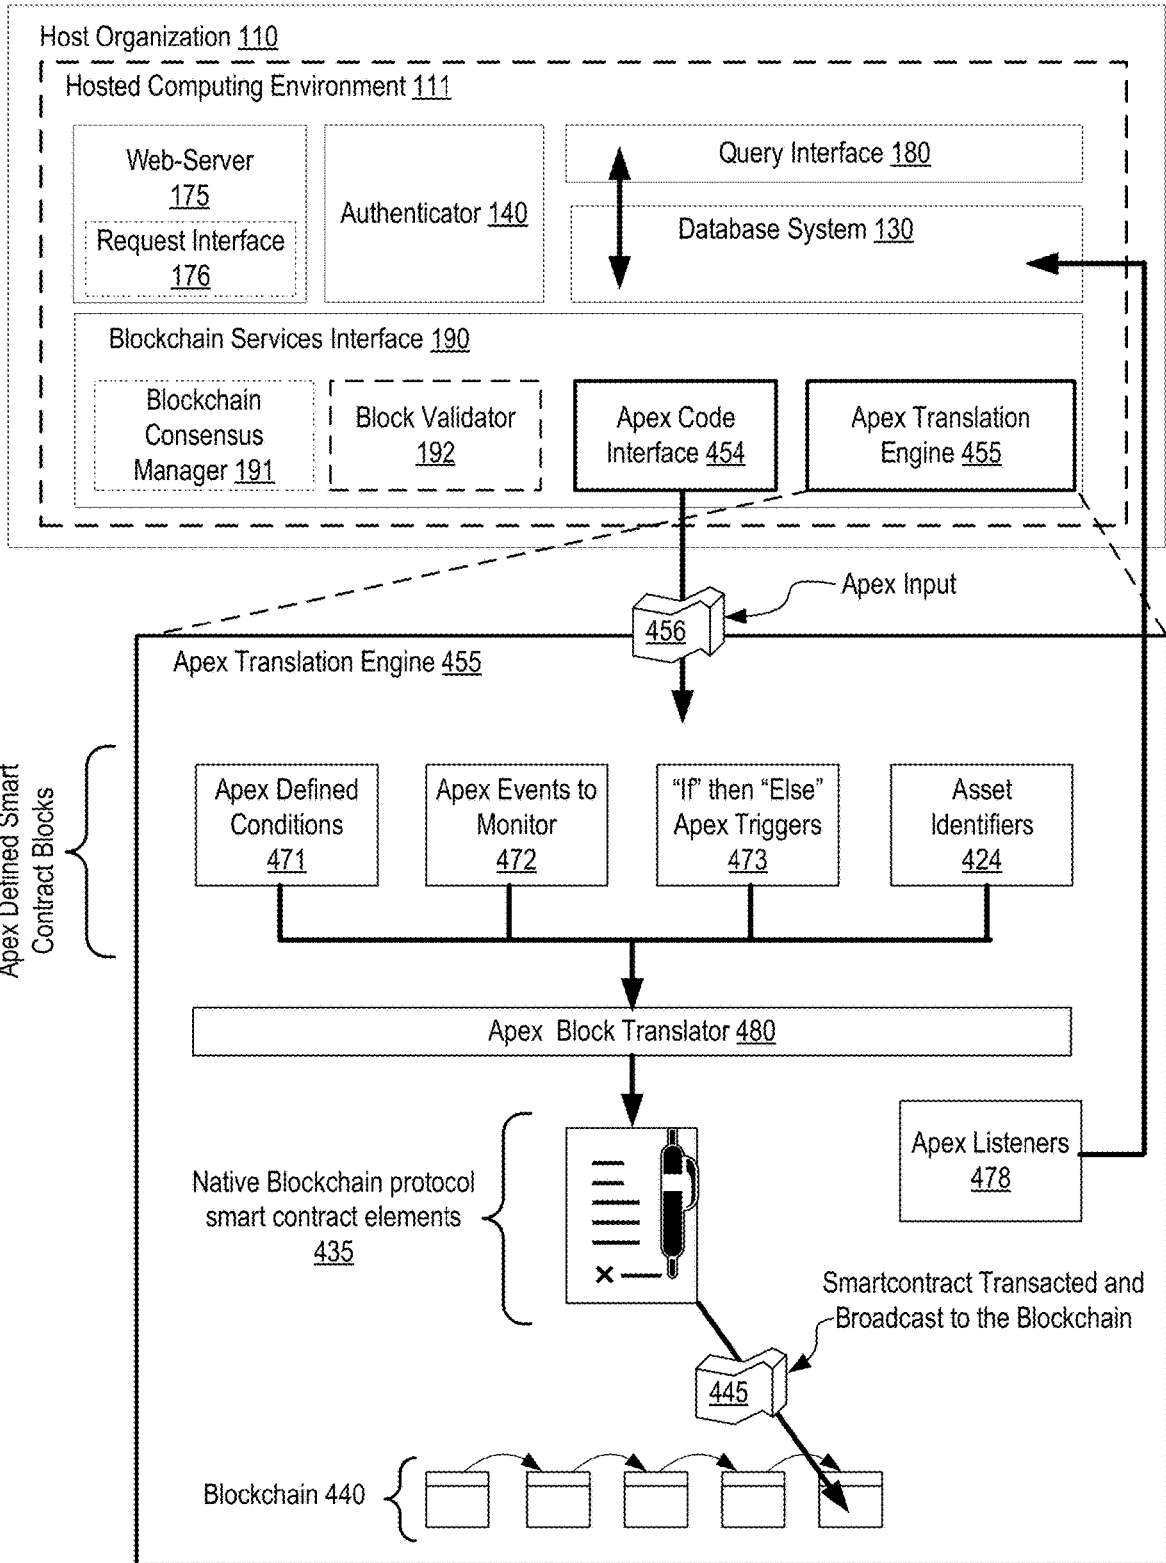 Host Organization 110
Hosted Computing Environment 111
Web-Server
175
Request Interface
176
Authenticator 140
Query Interface 180
Database System 130
Blockchain Services Interface 190
Blockchain
Consensus
Manager 191
Block Validator
192
Apex Code
Interface 454
Apex Translation
Engine 455
Apex Input
456
Apex Translation Engine 455
Apex Defined Smart
Contract Blocks
Apex Defined
Conditions
471
Apex Events to
Monitor
472
“If” then “Else”
Apex Triggers
473
Asset
Identifiers
424
Apex Block Translator 480
Native Blockchain protocol
smart contract elements
435
Apex Listeners
478
Smartcontract Transacted and
Broadcast to the Blockchain
445
Blockchain 440